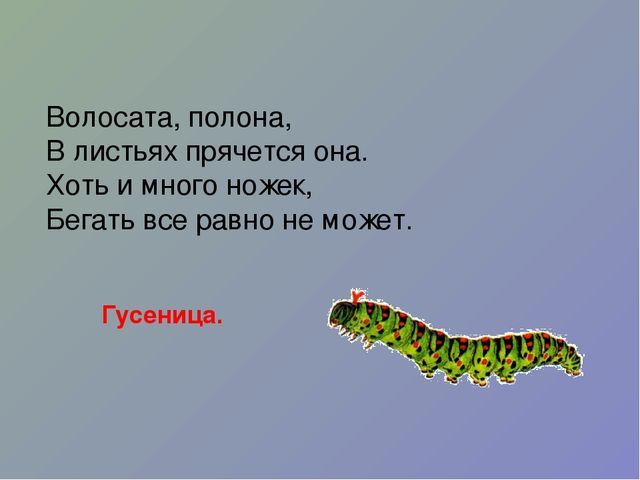 Волосата, полона,
В листьях прячется она.
Хоть и много ножек,
Бегать все равно не может.
Гусеница.